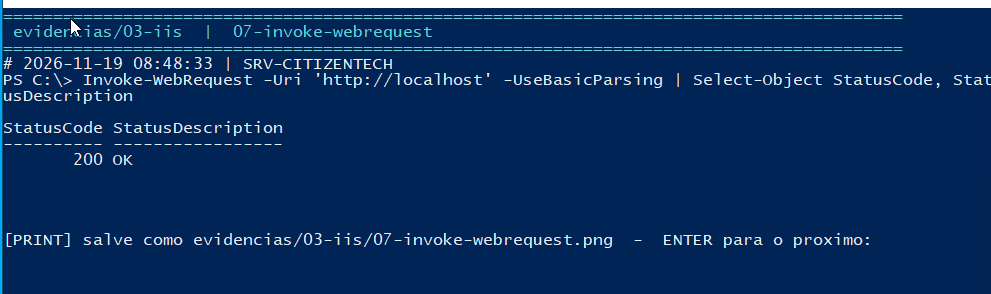 ==========================================================================================
 evidencias/03-iis  |  07-invoke-webrequest
==========================================================================================
# 2026-11-19 08:48:33 | SRV-CITIZENTECH
PS C:\> Invoke-WebRequest -Uri 'http://localhost' -UseBasicParsing | Select-Object StatusCode, Stat
usDescription
StatusCode StatusDescription
---------- -----------------
       200 OK
[PRINT] salve como evidencias/03-iis/07-invoke-webrequest.png  -  ENTER para o proximo: